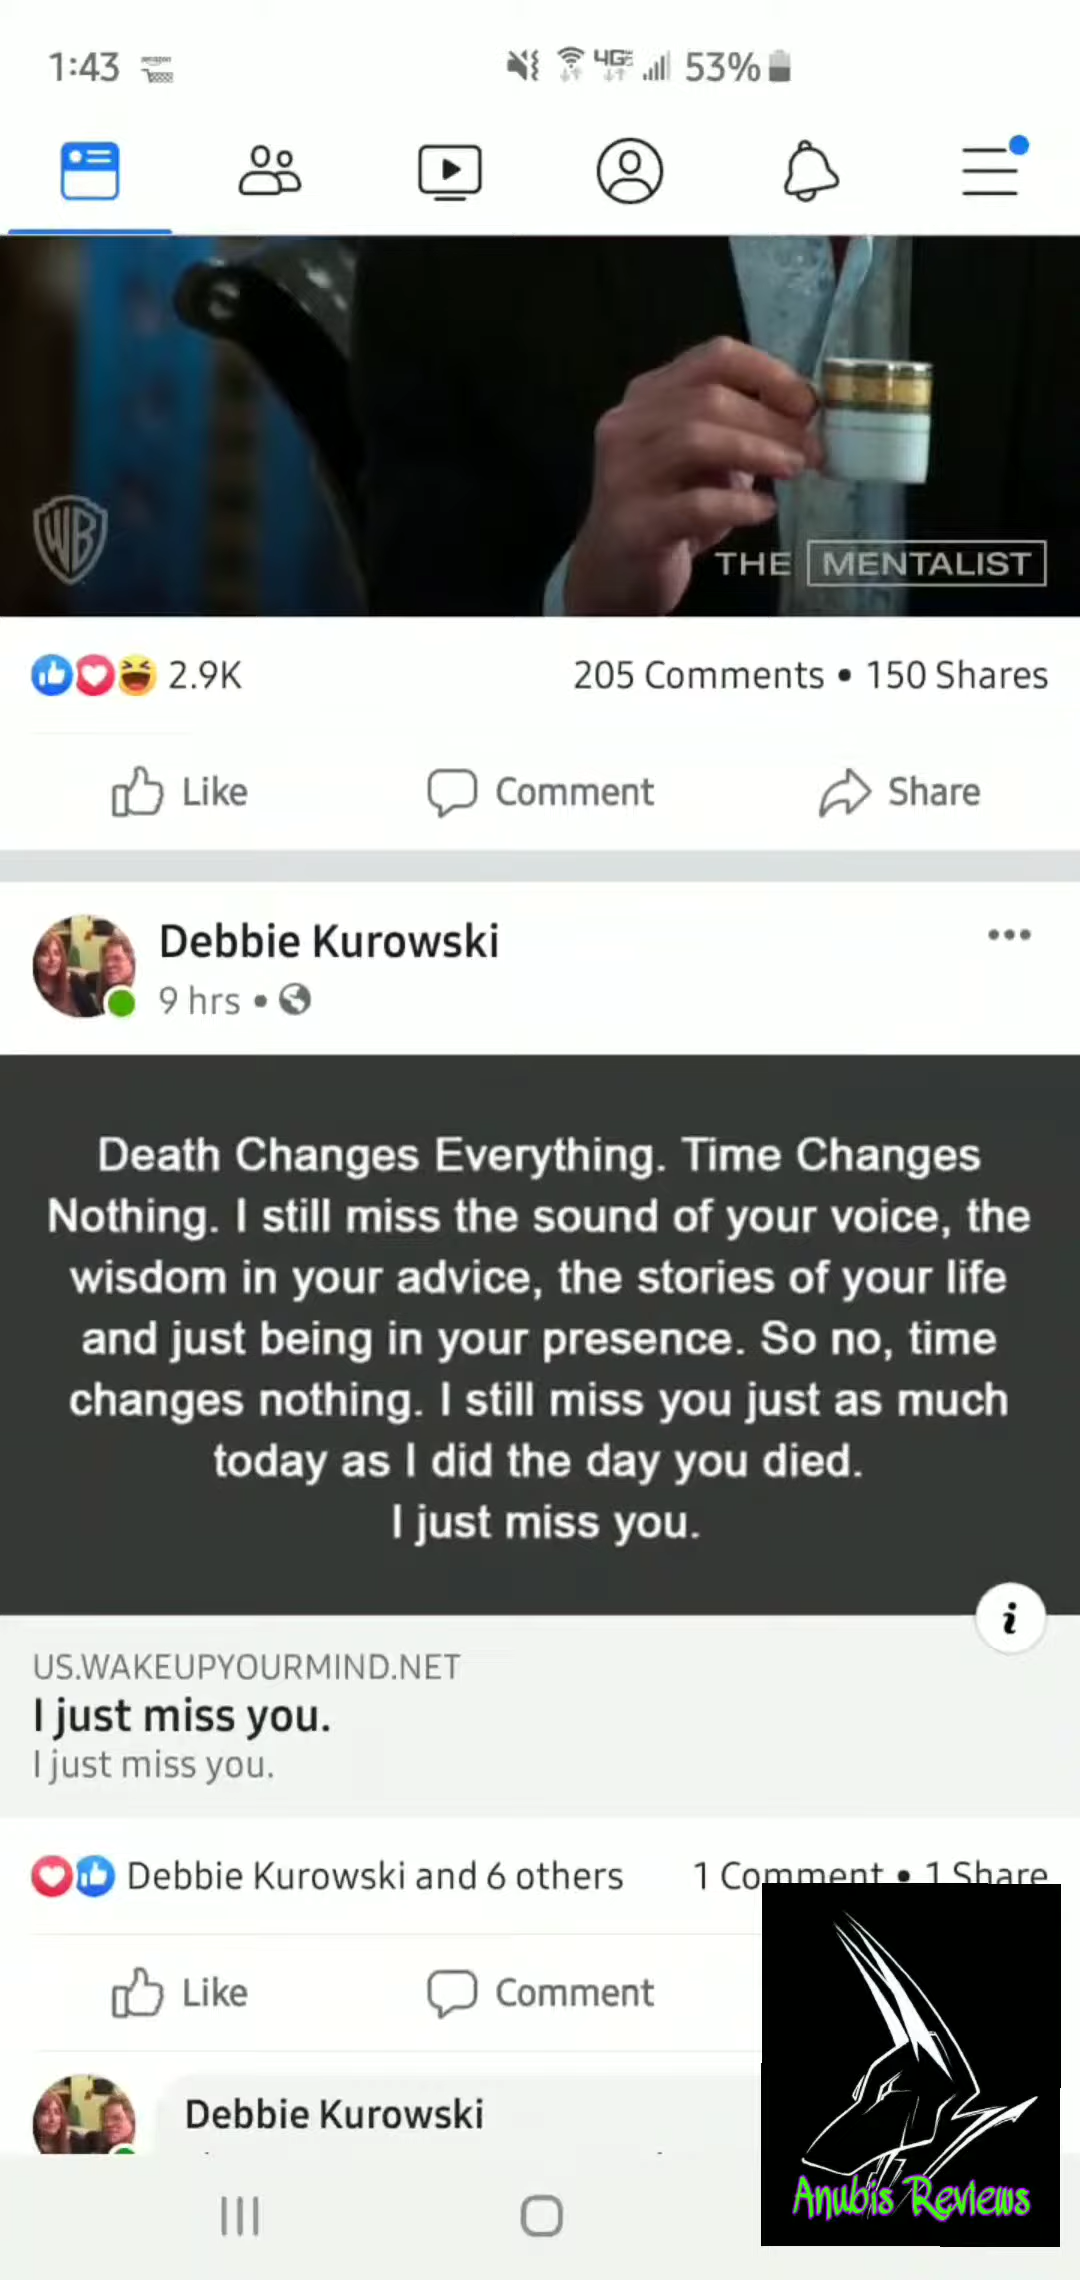 1:43
amazon
4GE
53%
WB
THE MENTALIST
2.9K
205 Comments • 150 Shares
Like
Comment
Share
Debbie Kurowski
9 hrs •
Death Changes Everything. Time Changes
Nothing. I still miss the sound of your voice, the
wisdom in your advice, the stories of your life
and just being in your presence. So no, time
changes nothing. I still miss you just as much
today as I did the day you died.
I just miss you.
i
US.WAKEUPYOURMIND.NET
I just miss you.
I just miss you.
Debbie Kurowski and 6 others
1 Comment • 1 Share
Like
Comment
Debbie Kurowski
Anubis Reviews